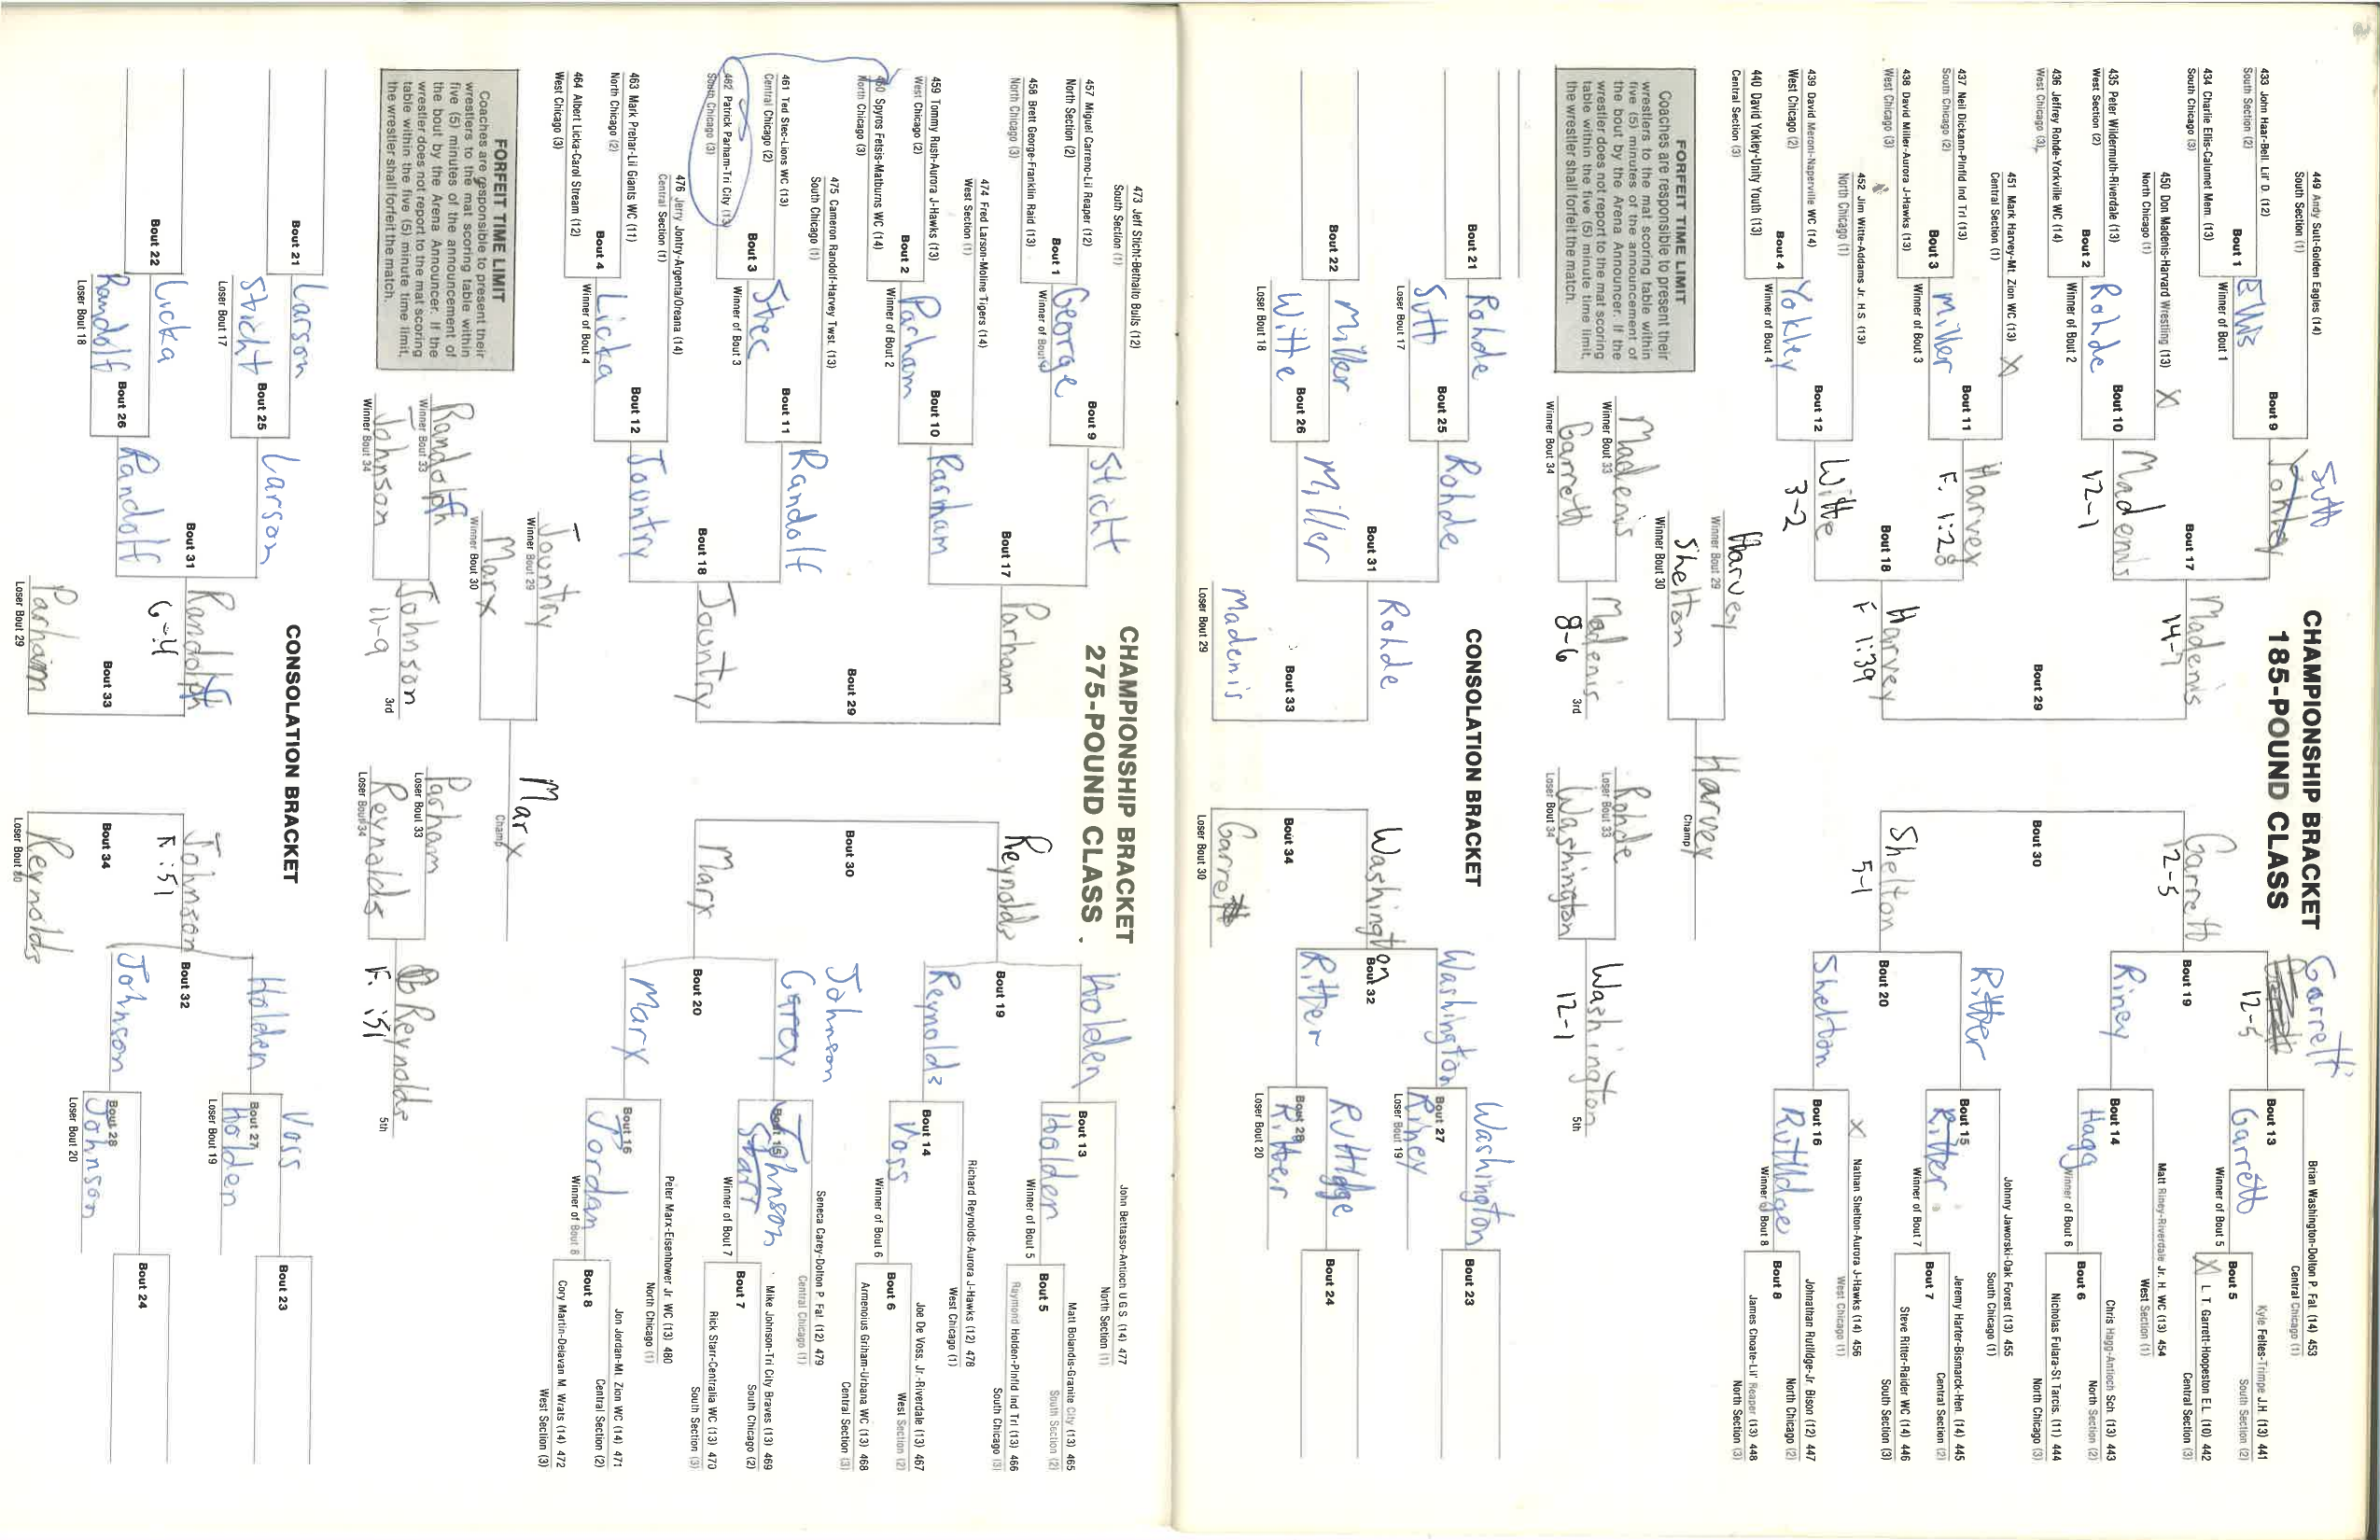 CHAMPIONSHIP BRACKET
185-POUND CLASS
449 Andy Sutt-Golden Eagles (14)
South Section (1)
433 John Haar-Bell. Lil' D. (12)
South Section (2)
Bout 1
434 Charlie Ellis-Calumet Mem. (13)
South Chicago (3)
Ellis
Winner of Bout 1
Bout 9
Sutt
450 Don Madenis-Harvard Wrestling (13)
North Chicago (1)
X
435 Peter Wildermuth-Riverdale (13)
West Section (2)
Bout 2
436 Jeffrey Rohde-Yorkville WC (14)
West Chicago (3)
Rohde
Winner of Bout 2
Bout 10
Madenis
12-1
Bout 17
Madenis
14-7
451 Mark Harvey-Mt. Zion WC (13)
Central Section (1)
X
437 Neil Dickann-Pinfld Ind Trl (13)
South Chicago (2)
Bout 3
438 David Miller-Aurora J-Hawks (13)
West Chicago (3)
Miller
Winner of Bout 3
Bout 11
Harvey
F. 1:28
452 Jim Witte-Addams Jr. H.S. (13)
North Chicago (1)
439 David Meroni-Naperville WC (14)
West Chicago (2)
Bout 4
440 David Yokley-Unity Youth (13)
Central Section (3)
Yokley
Winner of Bout 4
Bout 12
Witte
3-2
Bout 18
Harvey
F 1:39
Bout 29
Brian Washington-Dolton P. Fal. (14) 453
Central Chicago (1)
Kyle Feites-Trimpe J.H. (13) 441
South Section (2)
Bout 5
X L. T. Garrett-Hoopeston E.L. (10) 442
Central Section (3)
Garrett
Winner of Bout 5
Bout 13
Garrett
12-5
Matt Riney-Riverdale Jr. H. WC (13) 454
West Section (1)
Chris Hagg-Antioch Sch. (13) 443
North Section (2)
Bout 6
Nicholas Fulara-St Tarcis. (11) 444
North Chicago (3)
Hagg
Winner of Bout 6
Bout 14
Riney
Bout 19
Garrett
12-5
Johnny Jaworski-Oak Forest (13) 455
South Chicago (1)
Jeremy Harter-Bismarck-Hen. (14) 445
Central Section (2)
Bout 7
Steve Ritter-Raider WC (14) 446
South Section (3)
Ritter
Winner of Bout 7
Bout 15
Ritter
X
Nathan Shelton-Aurora J-Hawks (14) 456
West Chicago (1)
Johnathan Rutlidge-Jr. Bison (12) 447
North Chicago (2)
Bout 8
James Choate-Lil' Reaper (13) 448
North Section (3)
Rutlidge
Winner of Bout 8
Bout 16
Shelton
Bout 20
Shelton
5-1
Bout 30
Harvey
Winner Bout 29
Shelton
Winner Bout 30
Harvey
Champ
FORFEIT TIME LIMIT
Coaches are responsible to present their
wrestlers to the mat scoring table within
five (5) minutes of the announcement of
the bout by the Arena Announcer. If the
wrestler does not report to the mat scoring
table within the five (5) minute time limit,
the wrestler shall forfeit the match.
Madenis
Winner Bout 33
Garrett
Winner Bout 34
Madenis
8-6
3rd
Rohde
Loser Bout 33
Washington
Loser Bout 34
Washington
12-1
5th
CONSOLATION BRACKET
Bout 21
Rohde
Sutt
Loser Bout 17
Bout 25
Rohde
Bout 22
Miller
Witte
Loser Bout 18
Bout 26
Miller
Bout 31
Rohde
Bout 33
Madenis
Loser Bout 29
Bout 23
Washington
Riney
Loser Bout 19
Bout 27
Washington
Bout 24
Rutlidge
Ritter
Loser Bout 20
Bout 28
Ritter
Bout 32
Washington
Bout 34
Garrett
Loser Bout 30
CHAMPIONSHIP BRACKET
275-POUND CLASS
473 Jeff Sticht-Bethalto Bulls (12)
South Section (1)
457 Miguel Carreno-Lil Reaper (12)
North Section (2)
Bout 1
458 Brett George-Franklin Raid (13)
North Chicago (3)
George
Winner of Bout 1
Bout 9
Sticht
474 Fred Larson-Moline Tigers (14)
West Section (1)
459 Tommy Rush-Aurora J-Hawks (13)
West Chicago (2)
Bout 2
460 Spyros Fetsis-Matburns WC (14)
North Chicago (3)
Parham
Winner of Bout 2
Bout 10
Parham
Bout 17
Parham
475 Cameron Randolf-Harvey Twst. (13)
South Chicago (1)
461 Ted Stec-Lions WC (13)
Central Chicago (2)
Bout 3
462 Patrick Parham-Tri City (13)
South Chicago (3)
Stec
Winner of Bout 3
Bout 11
Randolf
476 Jerry Jontry-Argenta/Oreana (14)
Central Section (1)
463 Mark Prehar-Lil Giants WC (11)
North Chicago (2)
Bout 4
464 Albert Licka-Carol Stream (12)
West Chicago (3)
Licka
Winner of Bout 4
Bout 12
Jountry
Bout 18
Jountry
Bout 29
John Bettasso-Antioch U G S (14) 477
North Section (1)
Matt Bolandis-Granite City (13) 465
South Section (2)
Bout 5
Raymond Holden-Pinfld Ind Trl (13) 466
South Chicago (3)
Holden
Winner of Bout 5
Bout 13
Holden
Richard Reynolds-Aurora J-Hawks (12) 478
West Chicago (1)
Joe De Voss, Jr.-Riverdale (13) 467
West Section (2)
Bout 6
Armenoius Griham-Urbana WC (13) 468
Central Section (3)
Voss
Winner of Bout 6
Bout 14
Reynolds
Bout 19
Reynolds
Seneca Carey-Dolton P. Fal. (12) 479
Central Chicago (1)
Mike Johnson-Tri City Braves (13) 469
South Chicago (2)
Bout 7
Rick Starr-Centralia WC (13) 470
South Section (3)
Johnson
Starr
Winner of Bout 7
Bout 15
Johnson
Carey
Peter Marx-Eisenhower Jr. WC (13) 480
North Chicago (1)
Jon Jordan-Mt. Zion WC (14) 471
Central Section (2)
Bout 8
Cory Martin-Delavan M. Wrats (14) 472
West Section (3)
Jordan
Winner of Bout 8
Bout 16
Marx
Bout 20
Marx
Bout 30
Jountry
Winner Bout 29
Marx
Winner Bout 30
Marx
Champ
FORFEIT TIME LIMIT
Coaches are responsible to present their
wrestlers to the mat scoring table within
five (5) minutes of the announcement of
the bout by the Arena Announcer. If the
wrestler does not report to the mat scoring
table within the five (5) minute time limit,
the wrestler shall forfeit the match.
Randolph
Winner Bout 33
Johnson
Winner Bout 34
Johnson
11-9
3rd
Parham
Loser Bout 33
Reynolds
Loser Bout 34
Reynolds
F. :51
5th
CONSOLATION BRACKET
Bout 21
Larson
Sticht
Loser Bout 17
Bout 25
Larson
Bout 22
Licka
Randolf
Loser Bout 18
Bout 26
Randolf
Bout 31
Randolph
6-4
Bout 33
Parham
Loser Bout 29
Bout 23
Voss
Holden
Loser Bout 19
Bout 27
Holden
Bout 24
Johnson
Loser Bout 20
Bout 28
Johnson
Bout 32
Johnson
F. :51
Bout 34
Reynolds
Loser Bout 30